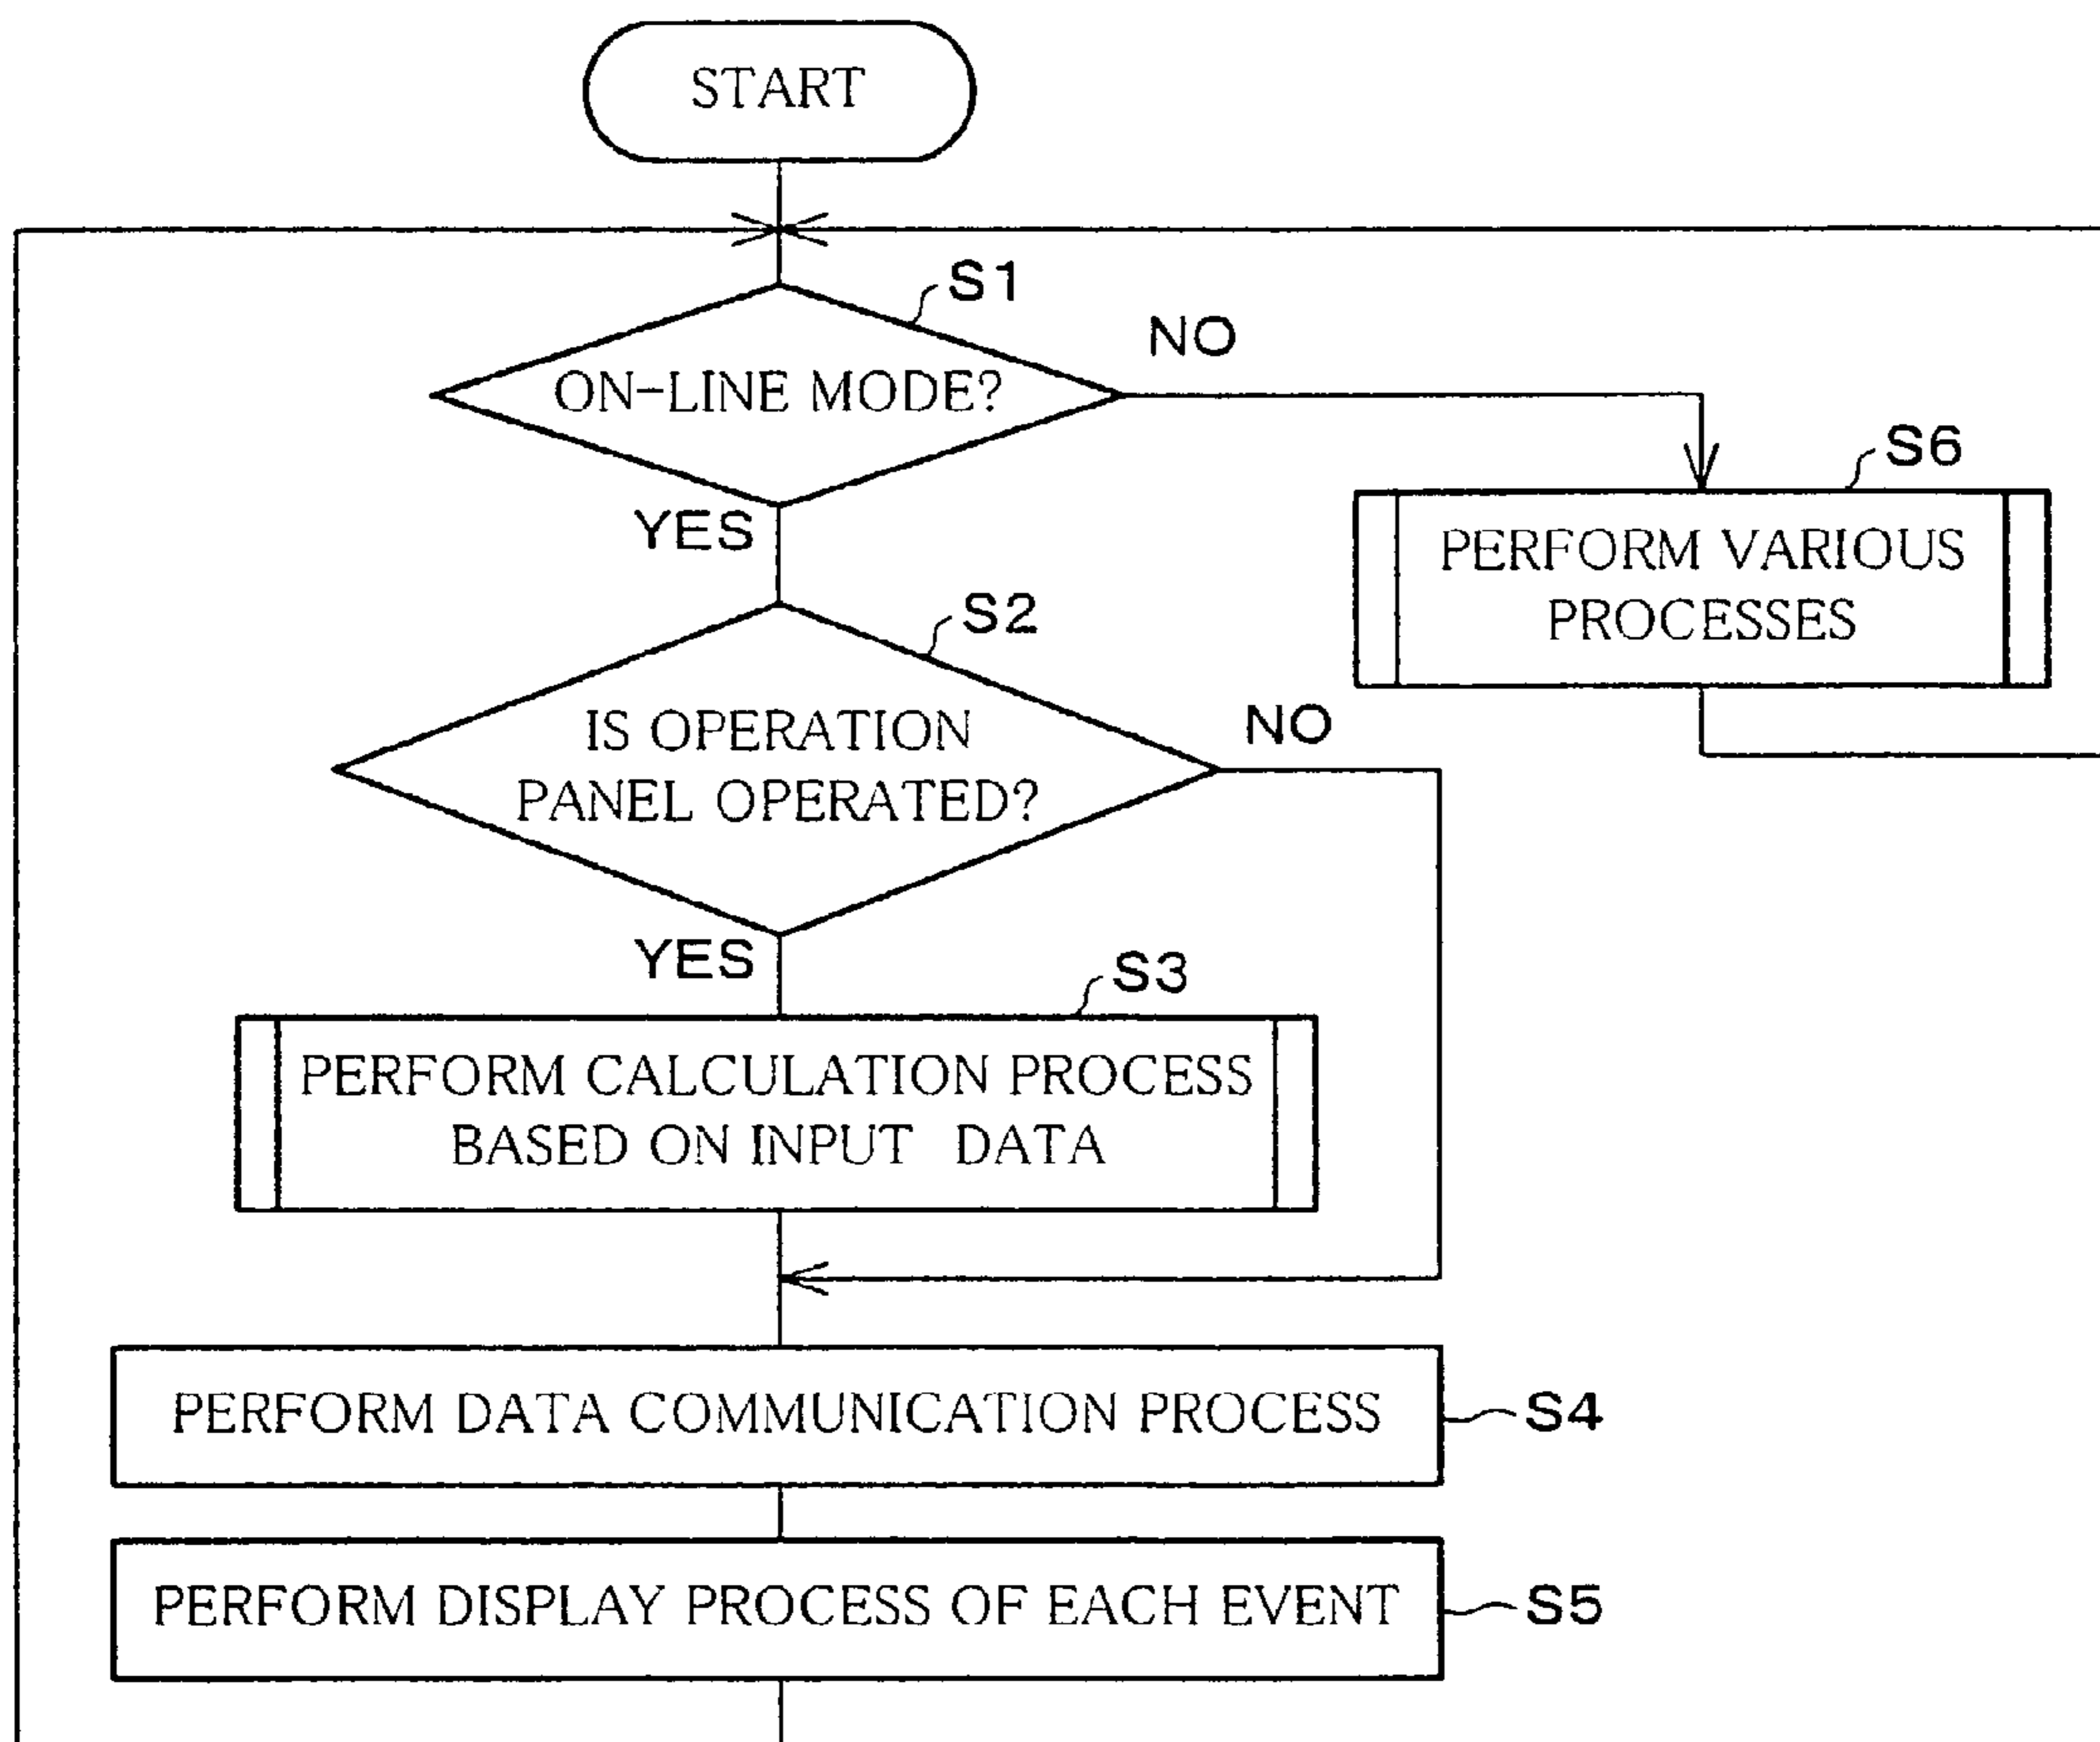 START
S1
NO
ON-LINE MODE?
S6
YES
PERFORM VARIOUS
PROCESSES
S2
IS OPERATION
PANEL OPERATED?
NO
YES
S3
PERFORM CALCULATION PROCESS
BASED ON INPUT DATA
PERFORM DATA COMMUNICATION PROCESS
S4
PERFORM DISPLAY PROCESS OF EACH EVENT
S5